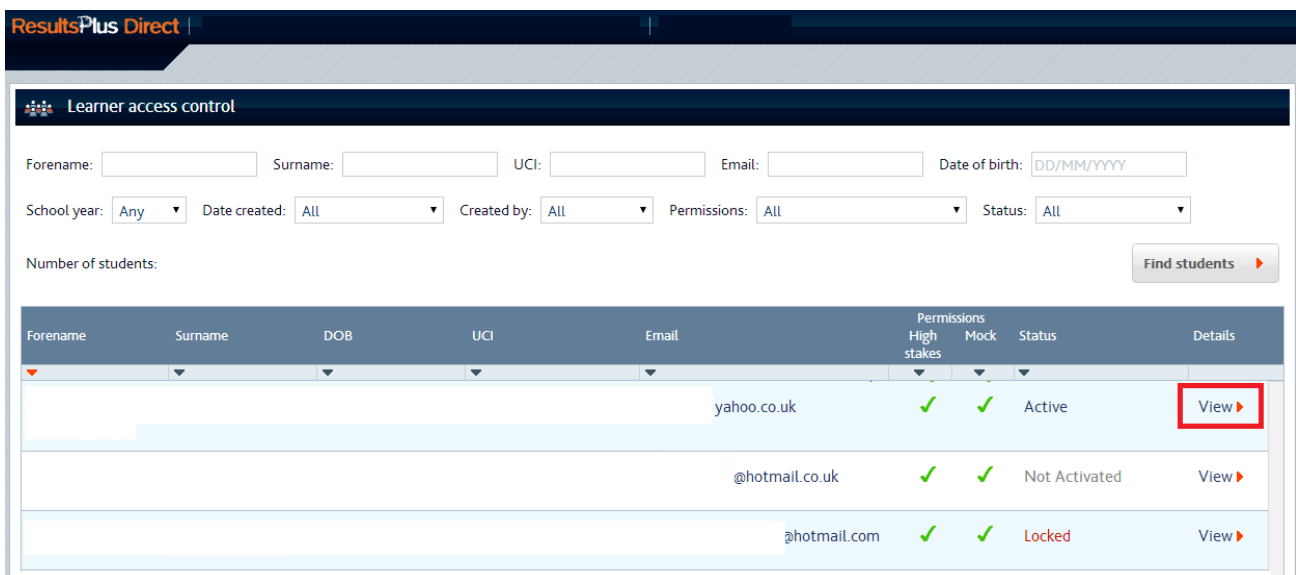 ResultsPlus Direct
Learner access control
Forename: Surname: UCI: Email: Date of birth: DD/MM/YYYY
School year: Any Date created: All Created by: All Permissions: All Status: All
Number of students:
Find students
Permissions
Forename Surname DOB UCI Email High stakes Mock Status Details
yahoo.co.uk Active View
@hotmail.co.uk Not Activated View
@hotmail.com Locked View